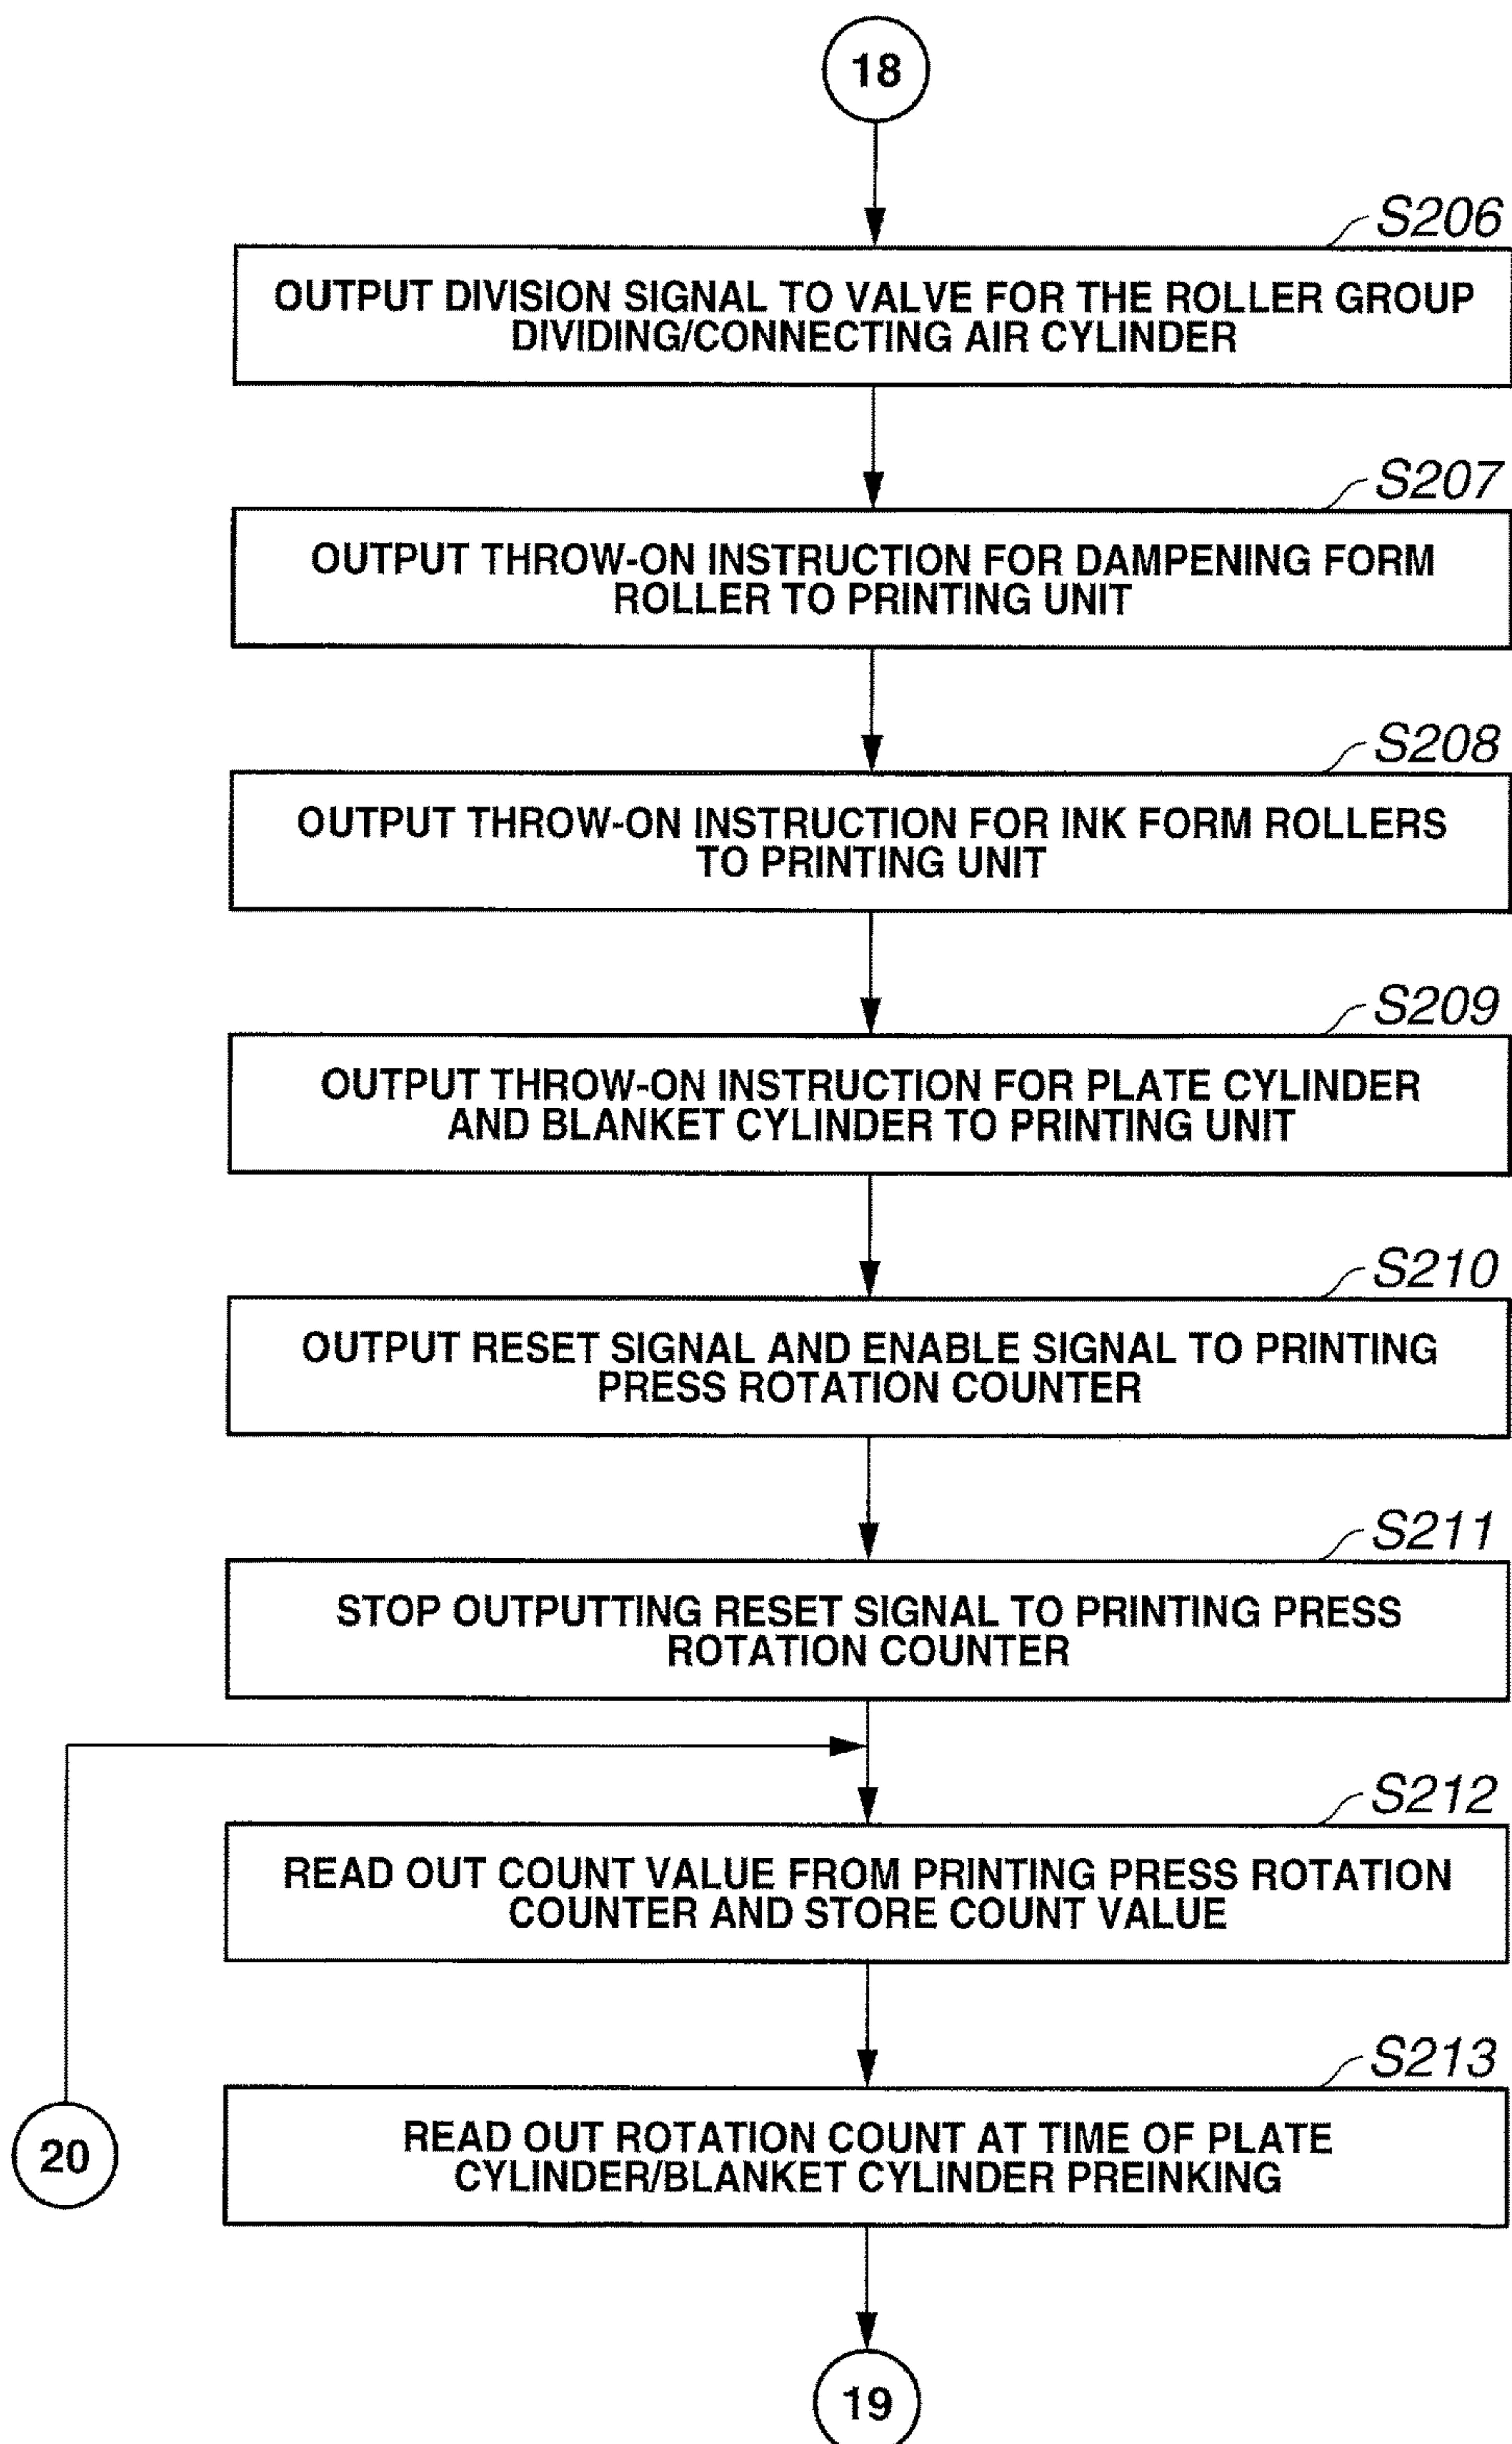 18
S206
OUTPUT DIVISION SIGNAL TO VALVE FOR THE ROLLER GROUP
DIVIDING/CONNECTING AIR CYLINDER
S207
OUTPUT THROW-ON INSTRUCTION FOR DAMPENING FORM
ROLLER TO PRINTING UNIT
S208
OUTPUT THROW-ON INSTRUCTION FOR INK FORM ROLLERS
TO PRINTING UNIT
S209
OUTPUT THROW-ON INSTRUCTION FOR PLATE CYLINDER
AND BLANKET CYLINDER TO PRINTING UNIT
S210
OUTPUT RESET SIGNAL AND ENABLE SIGNAL TO PRINTING
PRESS ROTATION COUNTER
S211
STOP OUTPUTTING RESET SIGNAL TO PRINTING PRESS
ROTATION COUNTER
S212
READ OUT COUNT VALUE FROM PRINTING PRESS ROTATION
COUNTER AND STORE COUNT VALUE
S213
READ OUT ROTATION COUNT AT TIME OF PLATE
CYLINDER/BLANKET CYLINDER PREINKING
20
19